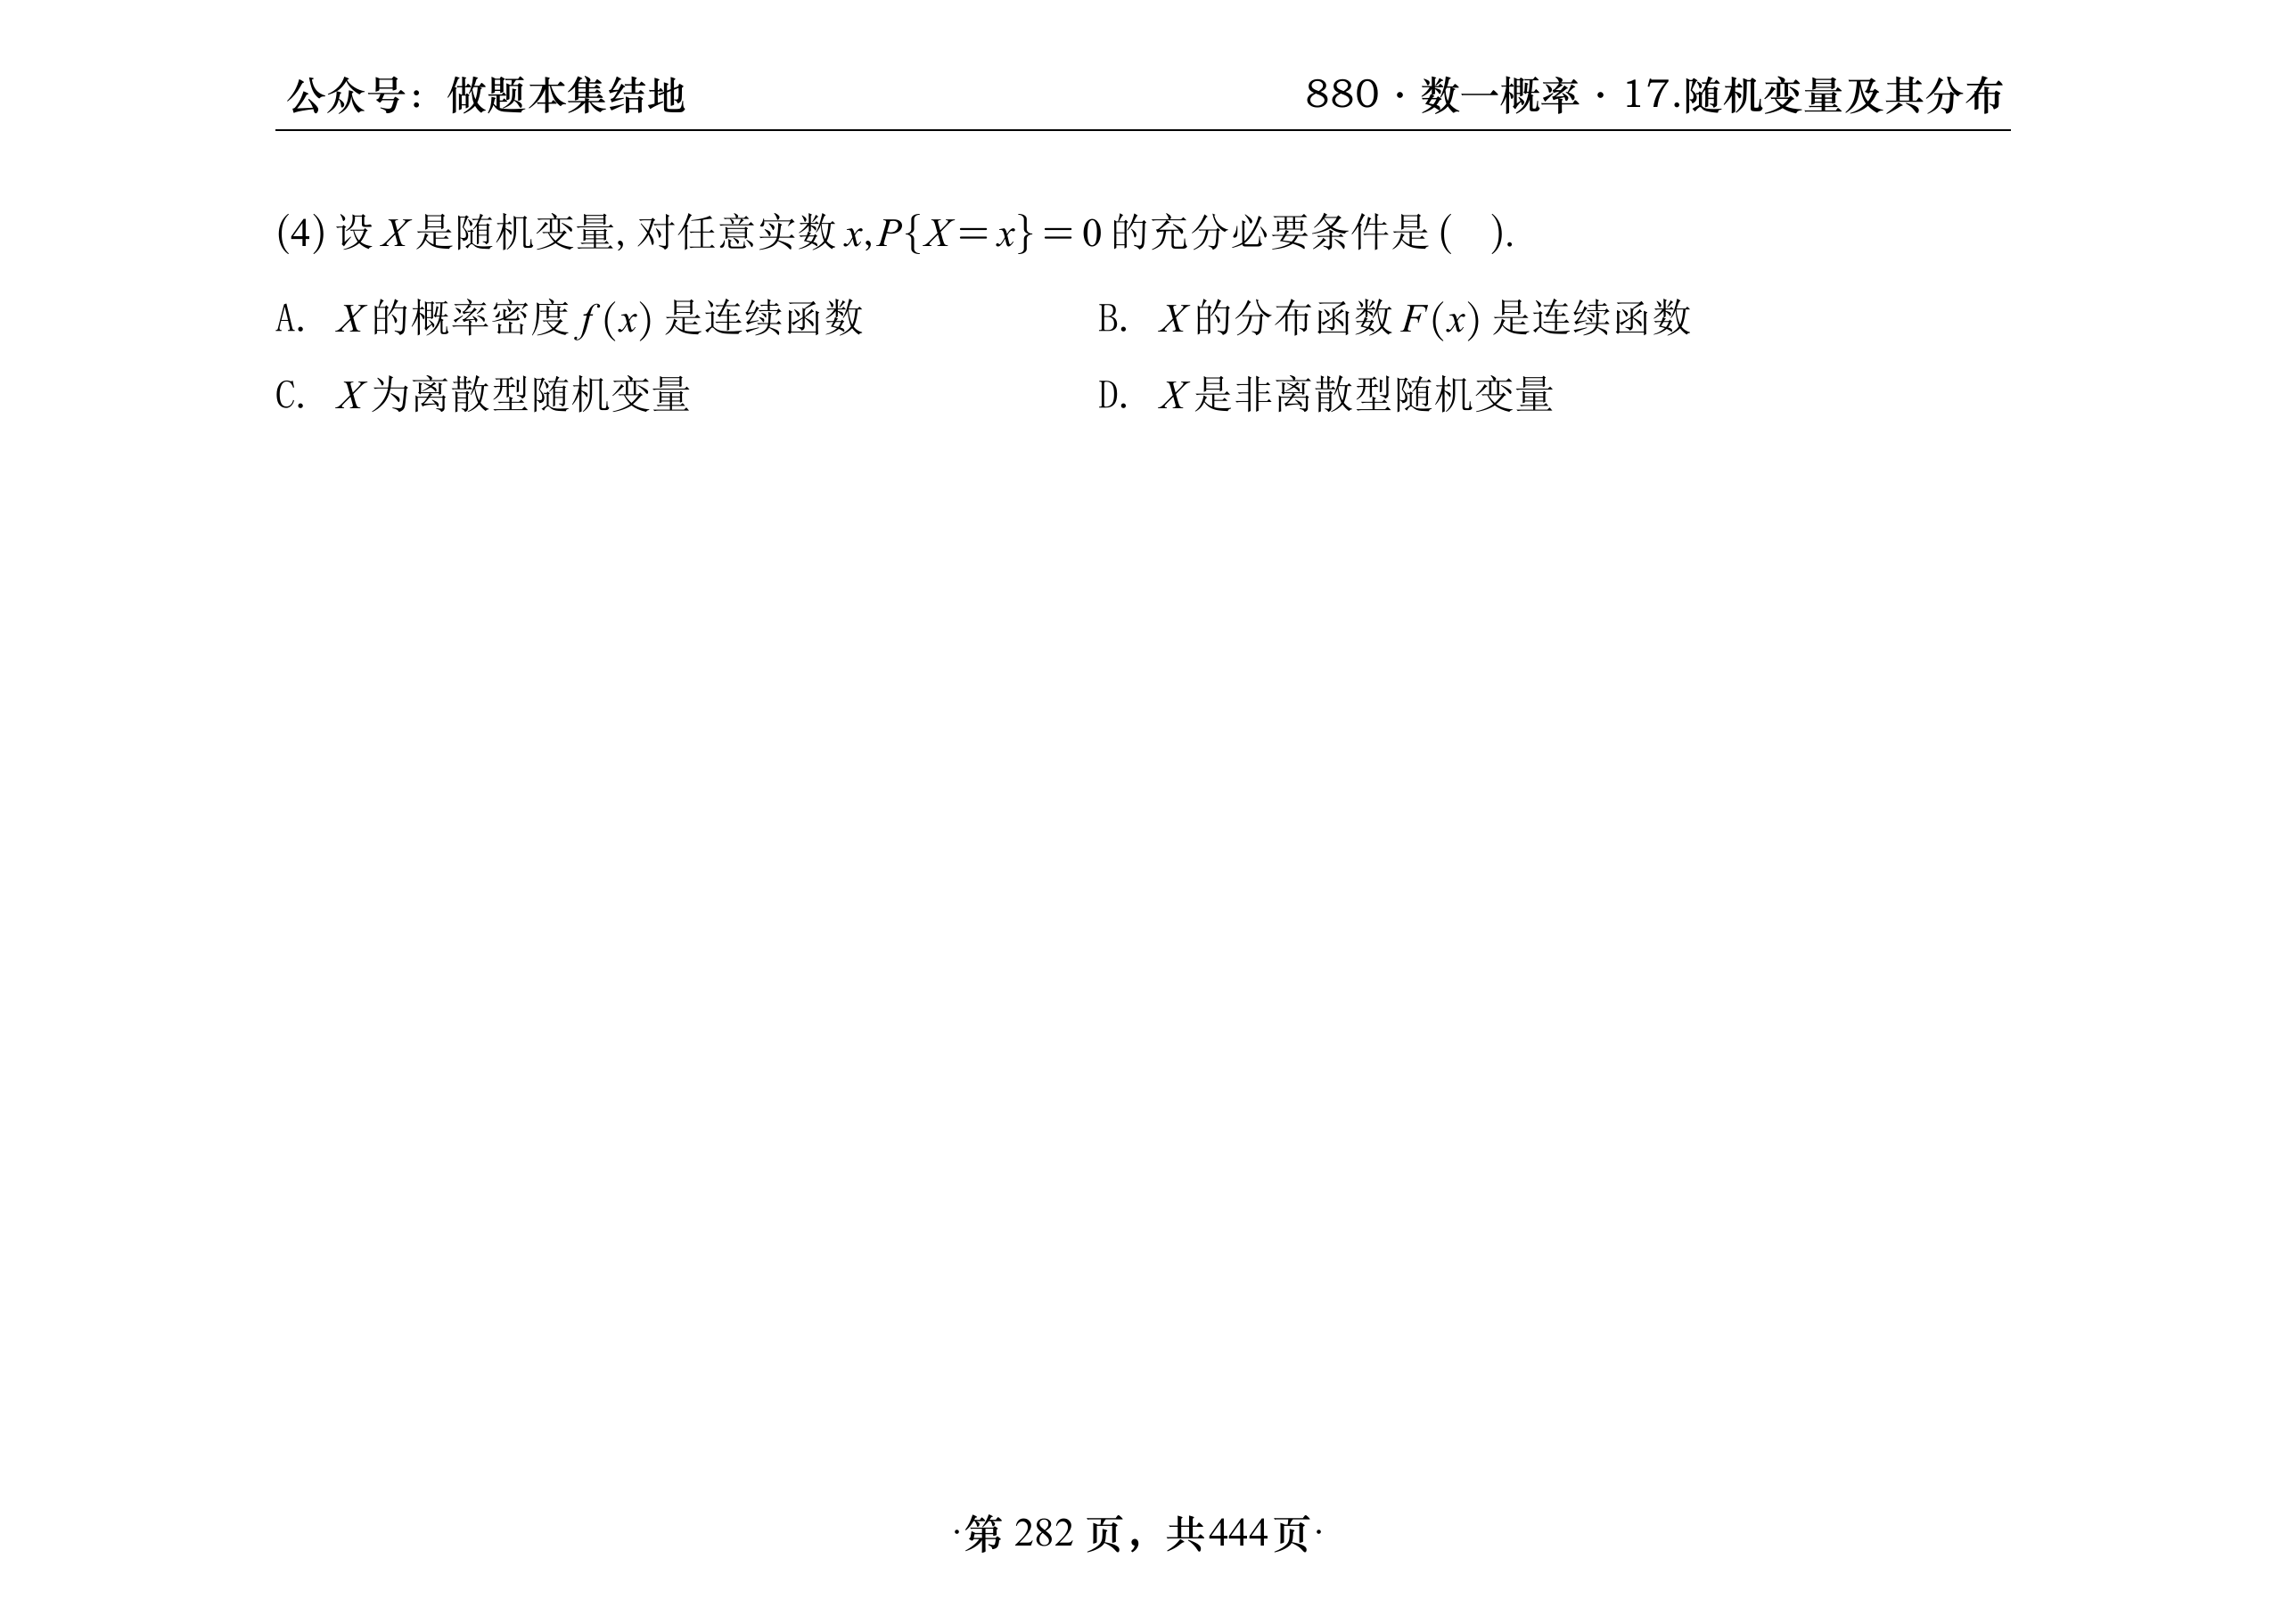 公众号：做题本集结地
880·数一概率·17.随机变量及其分布
(4) 设 X 是随机变量, 对任意实数 x,P{X=x}=0 的充分必要条件是 (   ).
A. X 的概率密度 f(x) 是连续函数
B. X 的分布函数 F(x) 是连续函数
C. X 为离散型随机变量
D. X 是非离散型随机变量
·第 282 页，共444页·